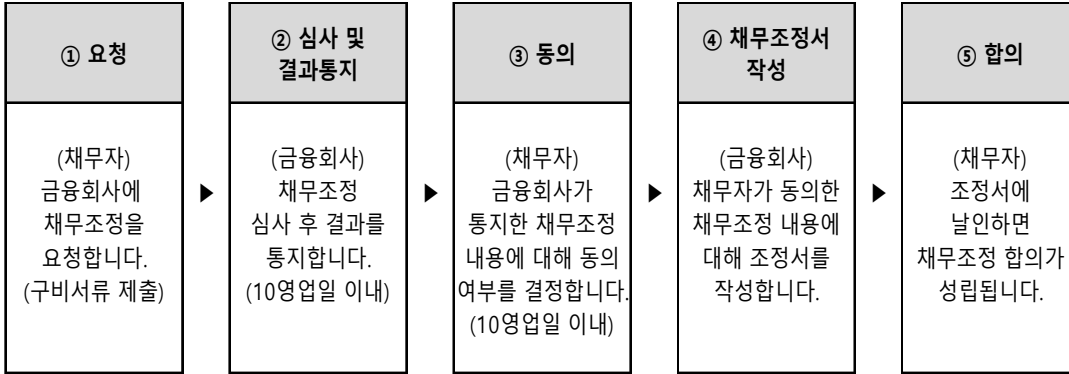 ① 요청
(채무자)
금융회사에
채무조정을
요청합니다.
(구비서류 제출)
▶
② 심사 및
결과통지
(금융회사)
채무조정
심사 후 결과를
통지합니다.
(10영업일 이내)
▶
③ 동의
(채무자)
금융회사가
통지한 채무조정
내용에 대해 동의
여부를 결정합니다.
(10영업일 이내)
▶
④ 채무조정서
작성
(금융회사)
채무자가 동의한
채무조정 내용에
대해 조정서를
작성합니다.
▶
⑤ 합의
(채무자)
조정서에
날인하면
채무조정 합의가
성립됩니다.